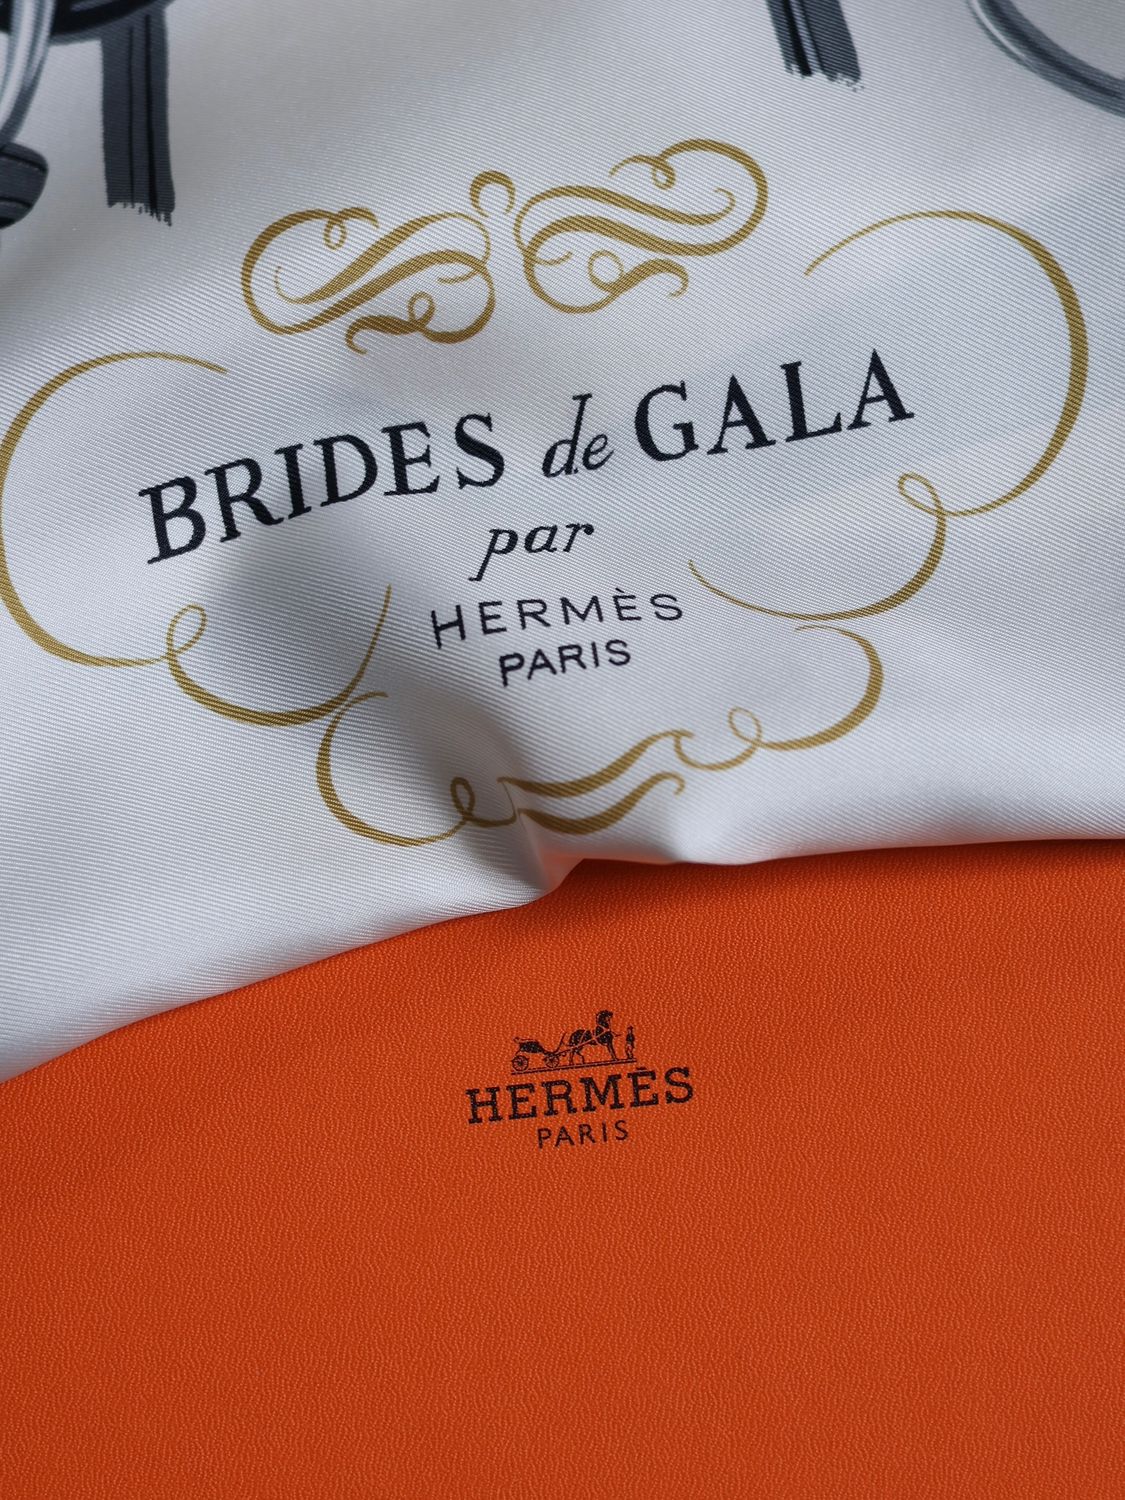 BRIDES de GALA
par
HERMÈS
PARIS
HERMÈS
PARIS